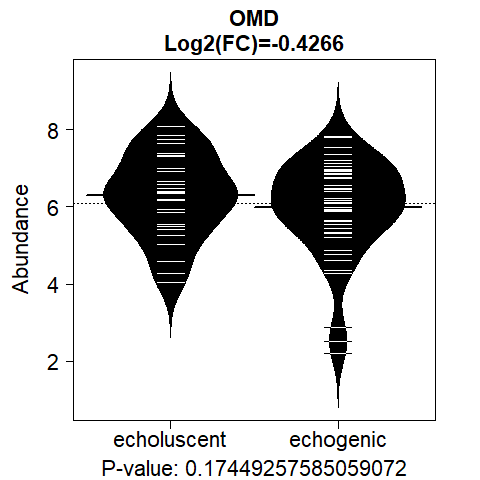 OMD
Log2(FC)=-0.4266
Abundance
8
6
4
2
echoluscent echogenic
P-value: 0.17449257585059072